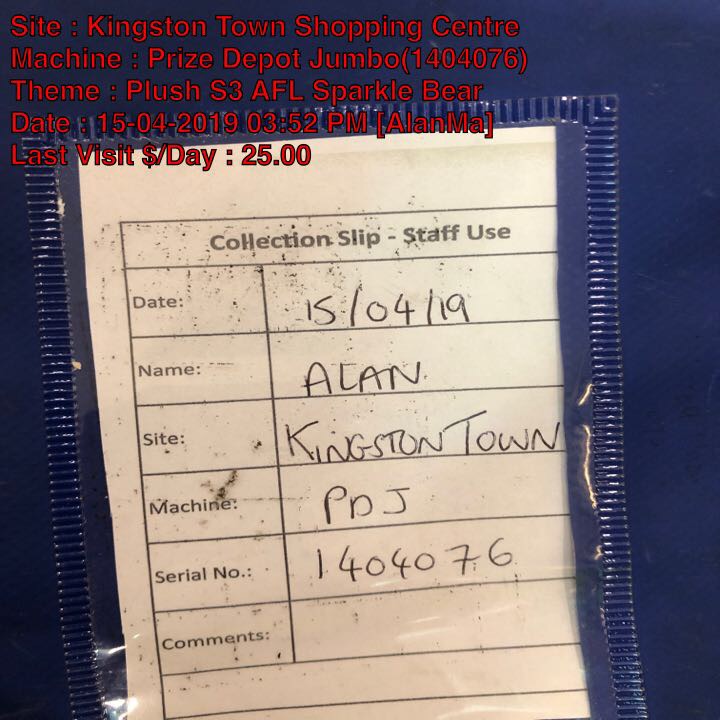 Site : Kingston Town Shopping Centre
Machine : Prize Depot Jumbo(1404076)
Theme : Plush S3 AFL Sparkle Bear
Date : 15-04-2019 03:52 PM [AlanMa]
Last Visit $/Day : 25.00
Collection Slip - Staff Use
Date: 15/04/19
Name: ALAN
Site: KINGSTON TOWN
Machine: PDJ
Serial No.: 1404076
Comments: